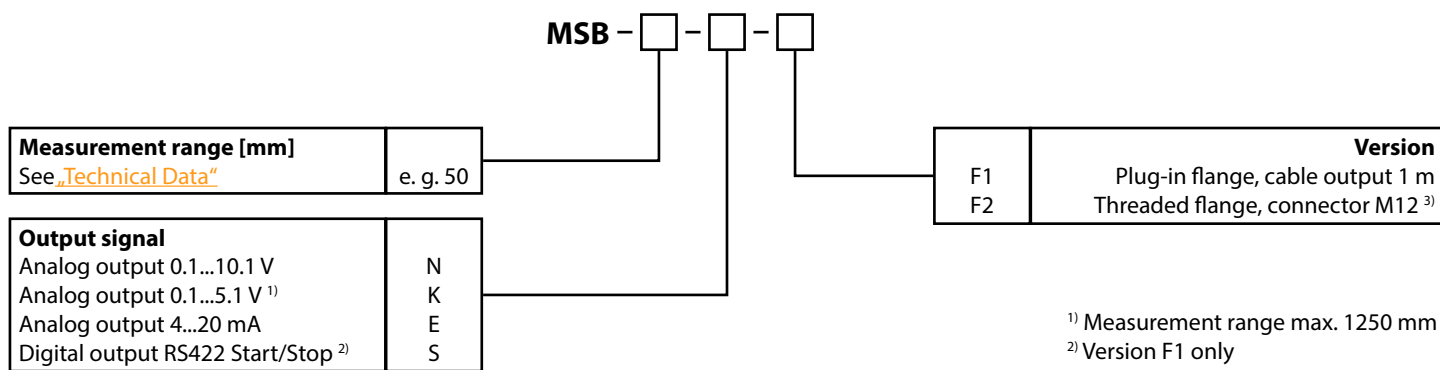 MSB – - -
Measurement range [mm]
See „Technical Data“ e. g. 50
Output signal
Analog output 0.1...10.1 V N
Analog output 0.1...5.1 V 1) K
Analog output 4...20 mA E
Digital output RS422 Start/Stop 2) S
Version
F1 Plug-in flange, cable output 1 m
F2 Threaded flange, connector M12 3)
1) Measurement range max. 1250 mm
2) Version F1 only